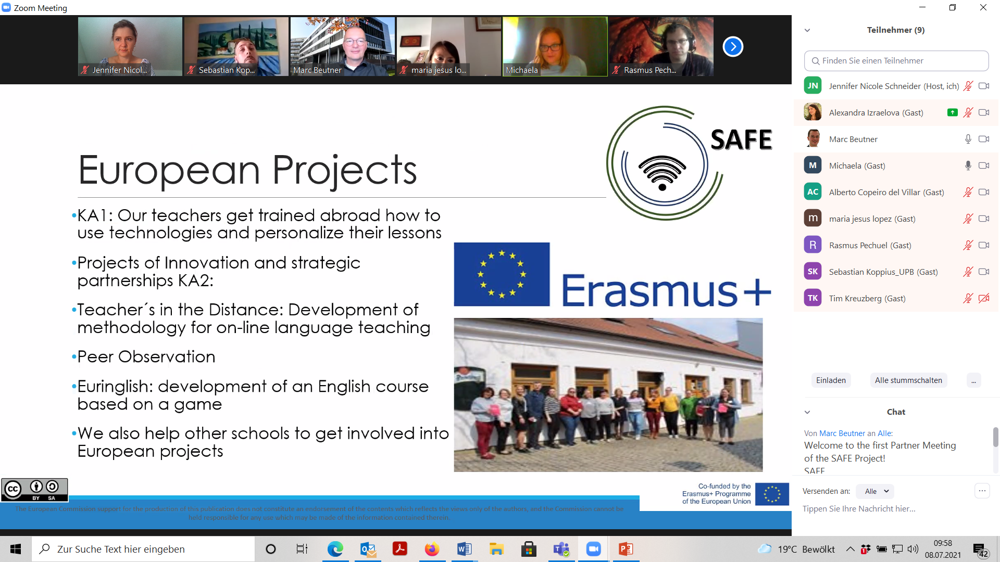 Zoom Meeting
Jennifer Nicol...
Sebastian Kop...
Marc Beutner
maria jesus lo...
Michaela
Rasmus Pech...
SAFE
European Projects
•KA1: Our teachers get trained abroad how to
use technologies and personalize their lessons
•Projects of Innovation and strategic
partnerships KA2:
•Teacher´s in the Distance: Development of
methodology for on-line language teaching
•Peer Observation
•Euringlish: development of an English course
based on a game
•We also help other schools to get involved into
European projects
Erasmus+
cc BY SA
Co-funded by the
Erasmus+ Programme
of the European Union
The European Commission support for the production of this publication does not constitute an endorsement of the contents which reflects the views only of the authors, and the Commission cannot be
held responsible for any use which may be made of the information contained therein.
Teilnehmer (9)
Finden Sie einen Teilnehmer
JN Jennifer Nicole Schneider (Host, ich)
Alexandra Izraelova (Gast)
Marc Beutner
M Michaela (Gast)
AC Alberto Copeiro del Villar (Gast)
m maria jesus lopez (Gast)
R Rasmus Pechuel (Gast)
SK Sebastian Koppius_UPB (Gast)
TK Tim Kreuzberg (Gast)
Einladen Alle stummschalten ...
Chat
Von Marc Beutner an Alle:
Welcome to the first Partner Meeting
of the SAFE Project!
SAFE
Versenden an: Alle
Tippen Sie Ihre Nachricht hier...
Zur Suche Text hier eingeben
19°C Bewölkt
1
09:58
08.07.2021
42